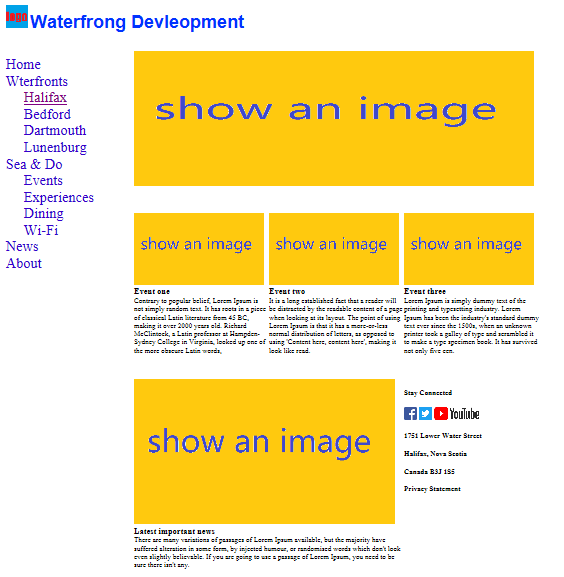 logo Waterfrong Devleopment
Home
Wterfronts
Halifax
Bedford
Dartmouth
Lunenburg
Sea & Do
Events
Experiences
Dining
Wi-Fi
News
About
show an image
show an image
show an image
show an image
Event one
Contrary to popular belief, Lorem Ipsum is
not simply random text. It has roots in a piece
of classical Latin literature from 45 BC,
making it over 2000 years old. Richard
McClintock, a Latin professor at Hampden-
Sydney College in Virginia, looked up one of
the more obscure Latin words,
Event two
It is a long established fact that a reader will
be distracted by the readable content of a page
when looking at its layout. The point of using
Lorem Ipsum is that it has a more-or-less
normal distribution of letters, as opposed to
using 'Content here, content here', making it
look like read.
Event three
Lorem Ipsum is simply dummy text of the
printing and typesetting industry. Lorem
Ipsum has been the industry's standard dummy
text ever since the 1500s, when an unknown
printer took a galley of type and scrambled it
to make a type specimen book. It has survived
not only five cen.
show an image
Latest important news
There are many variations of passages of Lorem Ipsum available, but the majority have
suffered alteration in some form, by injected humour, or randomised words which don't look
even slightly believable. If you are going to use a passage of Lorem Ipsum, you need to be
sure there isn't any.
Stay Connected
YouTube
1751 Lower Water Street
Halifax, Nova Scotia
Canada B3J 1S5
Privacy Statement